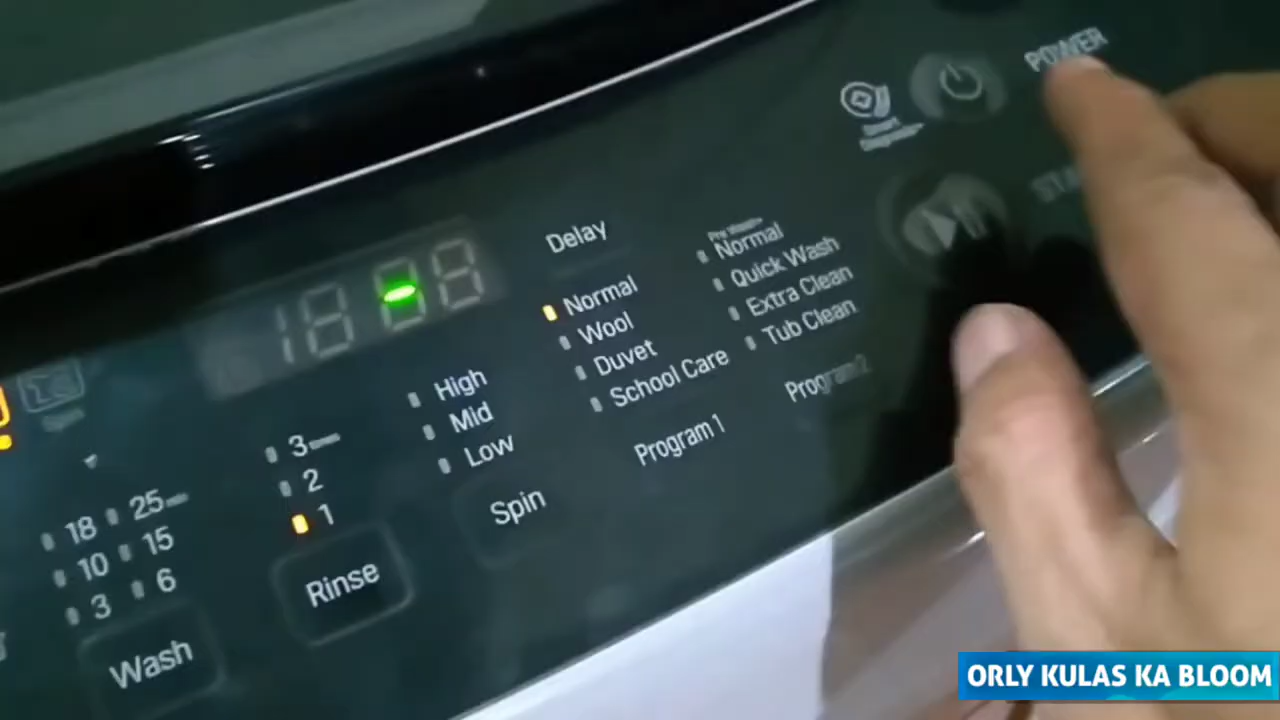 POWER
Smart
Diagnosis
Delay
Normal
Wool
Duvet
School Care
Pre Wash+
Normal
Quick Wash
Extra Clean
Tub Clean
Program 1
Program 2
High
Mid
Low
Spin
3
2
1
Rinse
18 25
10 15
3 6
Wash
ORLY KULAS KA BLOOM